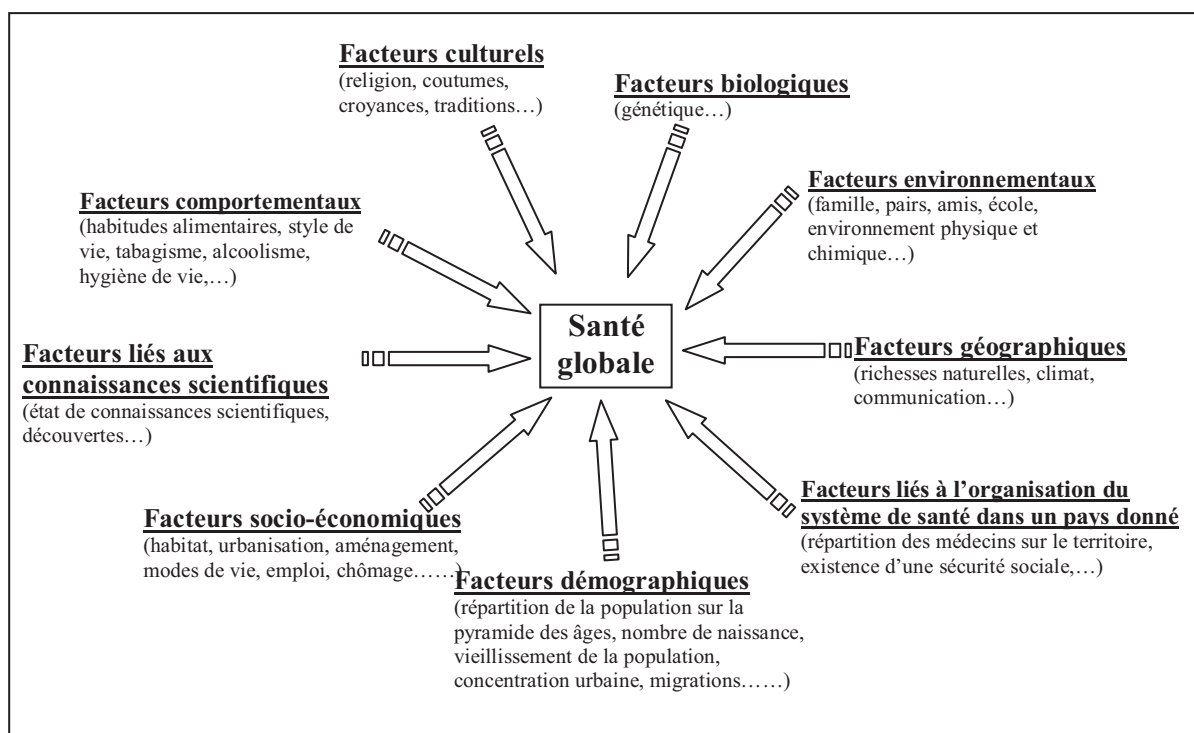 Facteurs culturels
(religion, coutumes,
croyances, traditions…)
Facteurs biologiques
(génétique…)
Facteurs comportementaux
(habitudes alimentaires, style de
vie, tabagisme, alcoolisme,
hygiène de vie,…)
Facteurs environnementaux
(famille, pairs, amis, école,
environnement physique et
chimique…)
Santé
globale
Facteurs liés aux
connaissances scientifiques
(état de connaissances scientifiques,
découvertes…)
Facteurs géographiques
(richesses naturelles, climat,
communication…)
Facteurs socio-économiques
(habitat, urbanisation, aménagement,
modes de vie, emploi, chômage……)
Facteurs démographiques
(répartition de la population sur la
pyramide des âges, nombre de naissance,
vieillissement de la population,
concentration urbaine, migrations……)
Facteurs liés à l’organisation du
système de santé dans un pays donné
(répartition des médecins sur le territoire,
existence d’une sécurité sociale,…)